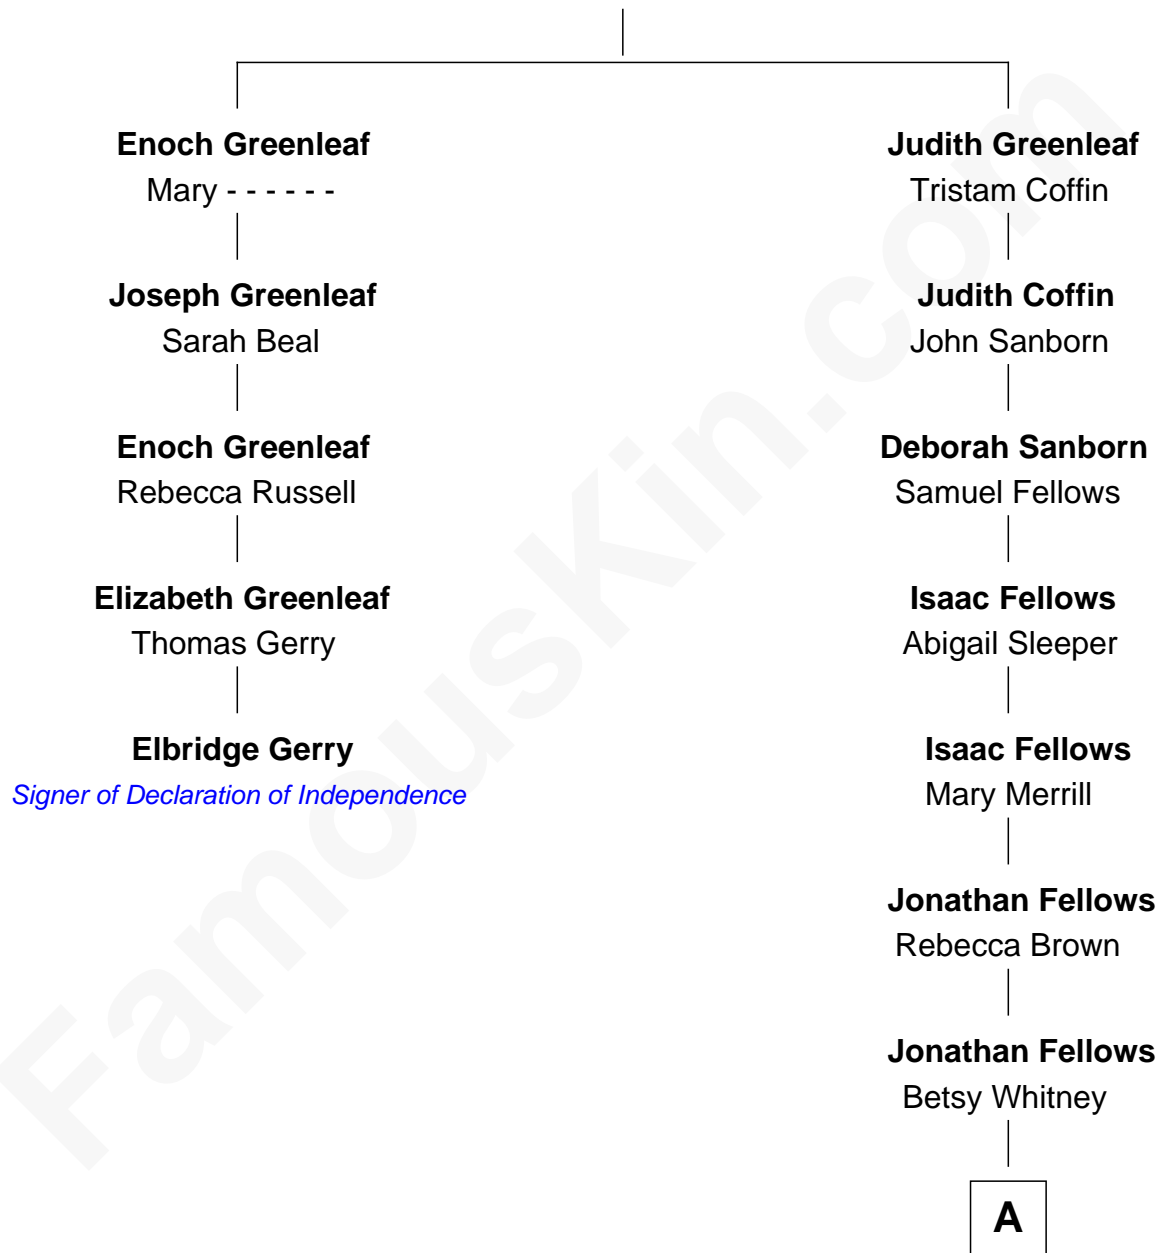 Enoch Greenleaf
Mary - - - - - -
Joseph Greenleaf
Sarah Beal
Enoch Greenleaf
Rebecca Russell
Elizabeth Greenleaf
Thomas Gerry
Elbridge Gerry
Signer of Declaration of Independence
Judith Greenleaf
Tristam Coffin
Judith Coffin
John Sanborn
Deborah Sanborn
Samuel Fellows
Isaac Fellows
Abigail Sleeper
Isaac Fellows
Mary Merrill
Jonathan Fellows
Rebecca Brown
Jonathan Fellows
Betsy Whitney
A
FamousKin.com